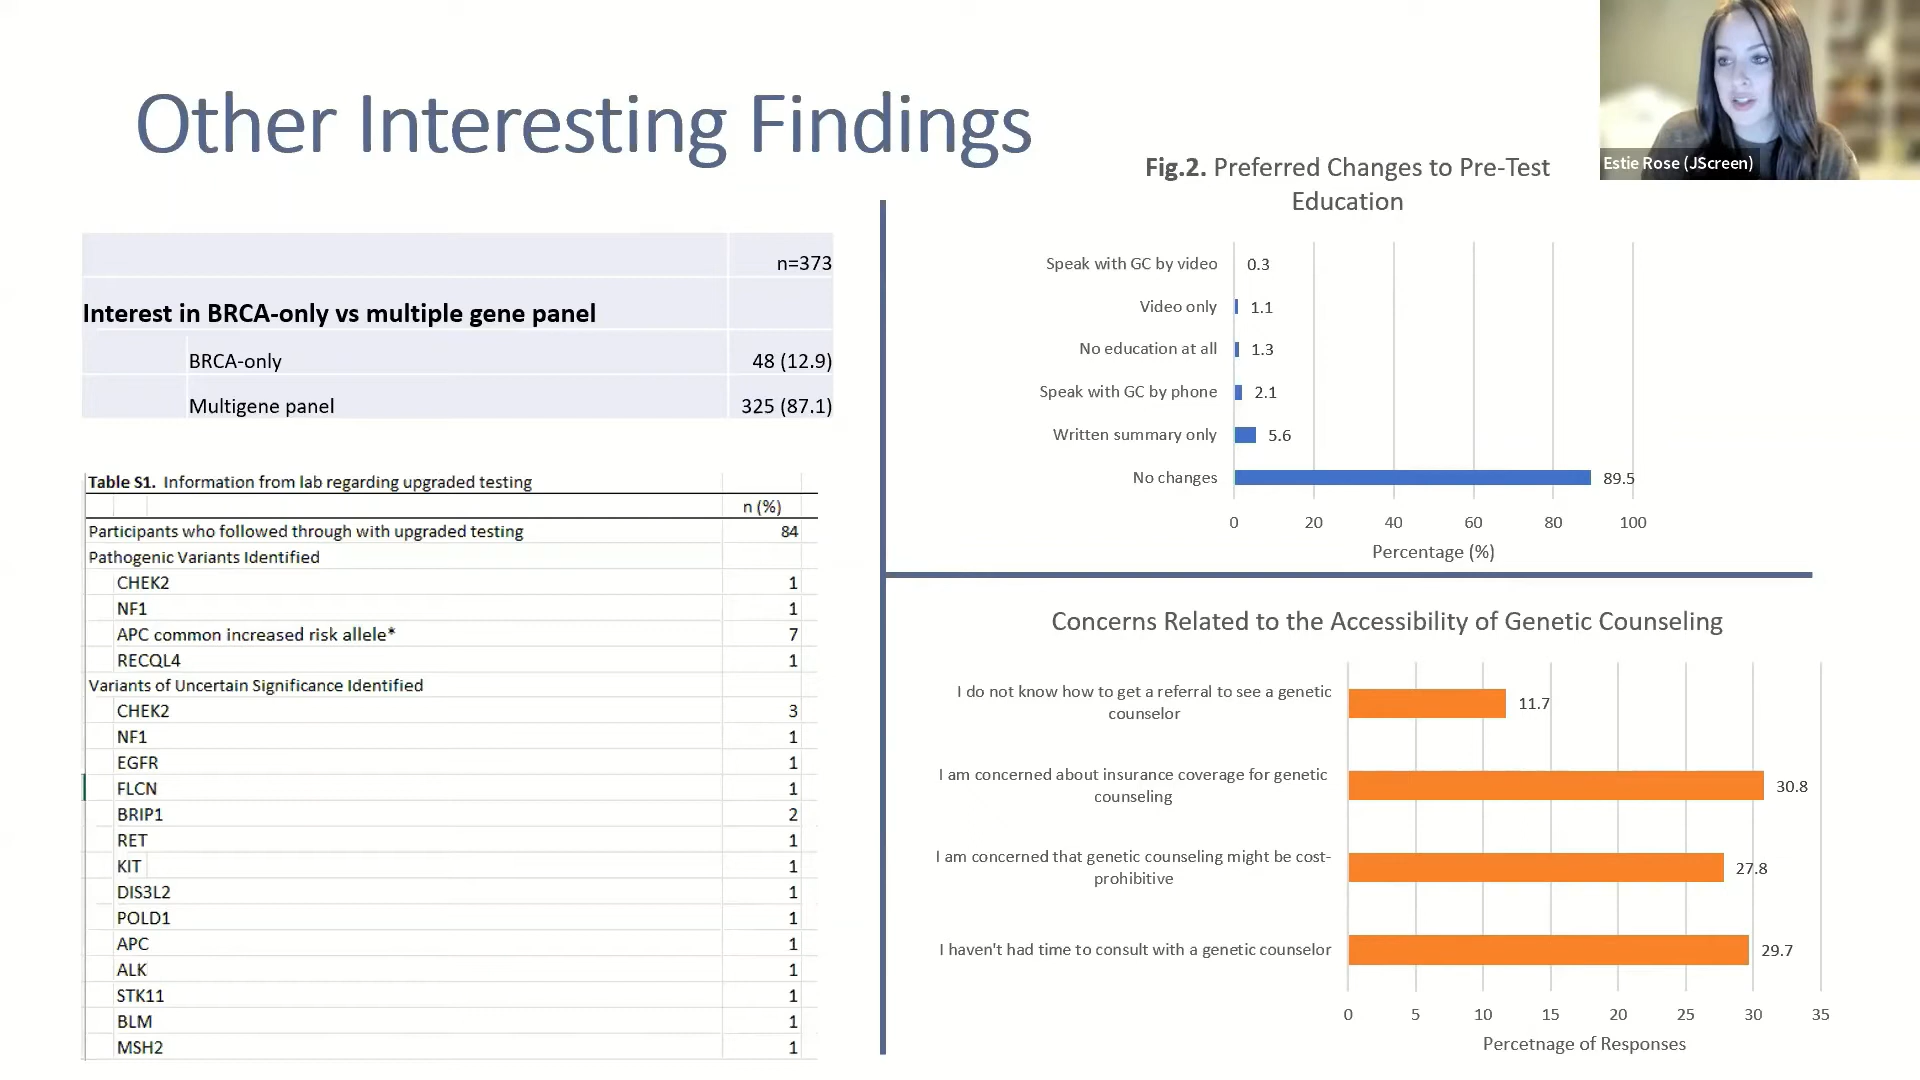 Other Interesting Findings
Estie Rose (JScreen)
n=373
Interest in BRCA-only vs multiple gene panel
BRCA-only 48 (12.9)
Multigene panel 325 (87.1)
Table S1. Information from lab regarding upgraded testing
n (%)
Participants who followed through with upgraded testing 84
Pathogenic Variants Identified
CHEK2 1
NF1 1
APC common increased risk allele* 7
RECQL4 1
Variants of Uncertain Significance Identified
CHEK2 3
NF1 1
EGFR 1
FLCN 1
BRIP1 2
RET 1
KIT 1
DIS3L2 1
POLD1 1
APC 1
ALK 1
STK11 1
BLM 1
MSH2 1
Fig.2. Preferred Changes to Pre-Test
Education
Speak with GC by video 0.3
Video only 1.1
No education at all 1.3
Speak with GC by phone 2.1
Written summary only 5.6
No changes 89.5
0 20 40 60 80 100
Percentage (%)
Concerns Related to the Accessibility of Genetic Counseling
I do not know how to get a referral to see a genetic
counselor 11.7
I am concerned about insurance coverage for genetic
counseling 30.8
I am concerned that genetic counseling might be cost-
prohibitive 27.8
I haven't had time to consult with a genetic counselor 29.7
0 5 10 15 20 25 30 35
Percetnage of Responses